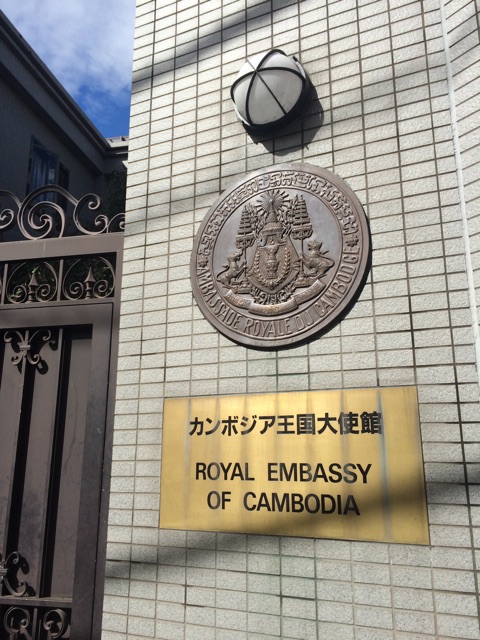 AMBASSADE ROYALE DU CAMBODGE
カンボジア王国大使館
ROYAL EMBASSY
OF CAMBODIA